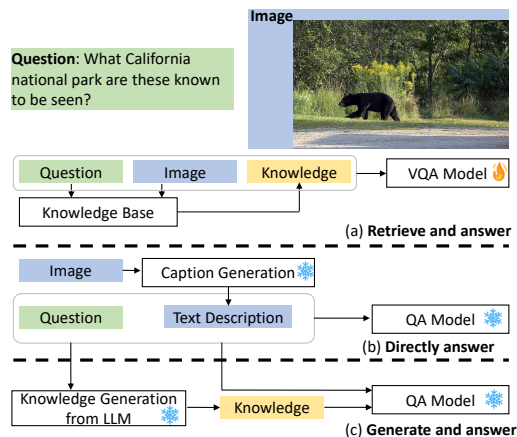 Image
Question: What California
national park are these known
to be seen?
Question
Image
Knowledge
VQA Model
Knowledge Base
(a) Retrieve and answer
Image
Caption Generation
Question
Text Description
QA Model
(b) Directly answer
Knowledge Generation
from LLM
Knowledge
QA Model
(c) Generate and answer